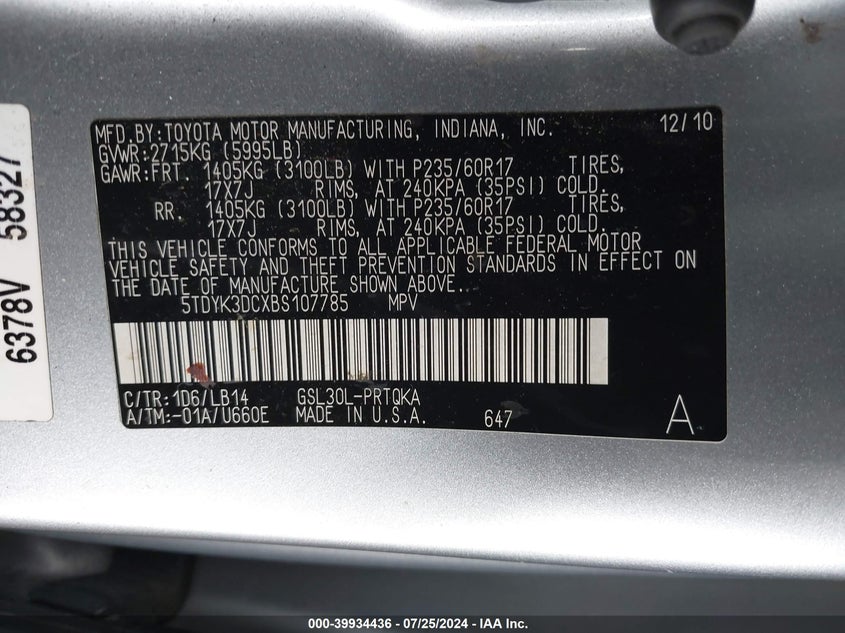 MFD.BY:TOYOTA MOTOR MANUFACTURING, INDIANA, INC. 12/10
GVWR:2715KG (5995LB)
GAWR:FRT. 1405KG (3100LB) WITH P235/60R17 TIRES,
17X7J RIMS, AT 240KPA (35PSI) COLD.
RR. 1405KG (3100LB) WITH P235/60R17 TIRES,
17X7J RIMS, AT 240KPA (35PSI) COLD.
THIS VEHICLE CONFORMS TO ALL APPLICABLE FEDERAL MOTOR
VEHICLE SAFETY AND THEFT PREVENTION STANDARDS IN EFFECT ON
THE DATE OF MANUFACTURE SHOWN ABOVE.
5TDYK3DCXBS107785 MPV
C/TR:1D6/LB14 GSL30L-PRTQKA
A/TM:-01A/U660E MADE IN U.S.A. 647 A
6378V 58327
000-39934436 - 07/25/2024 - IAA Inc.